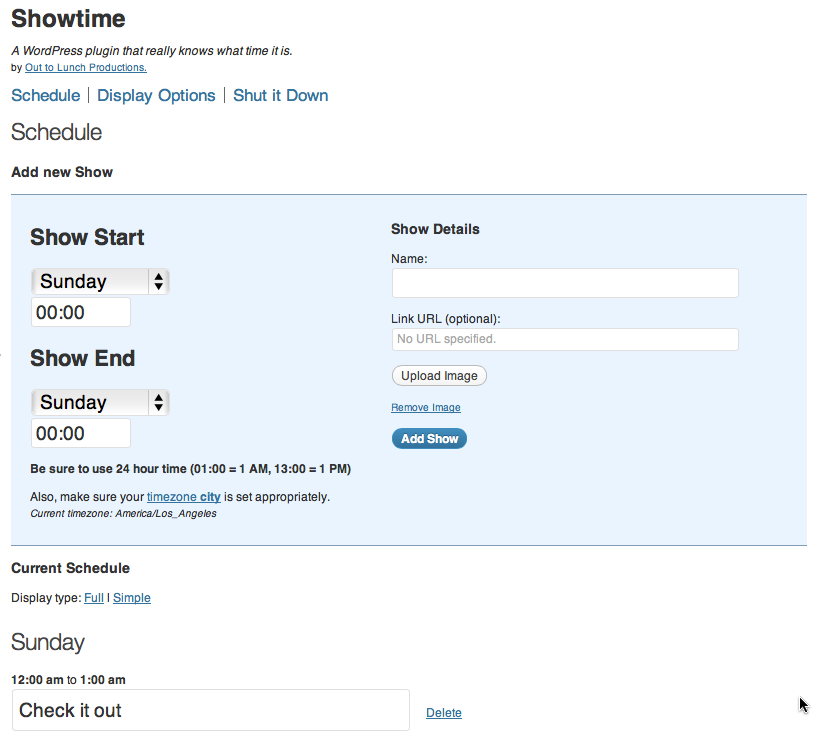 Showtime
A WordPress plugin that really knows what time it is.
by Out to Lunch Productions.
Schedule | Display Options | Shut it Down
Schedule
Add new Show
Show Start
Sunday
00:00
Show End
Sunday
00:00
Be sure to use 24 hour time (01:00 = 1 AM, 13:00 = 1 PM)
Also, make sure your timezone city is set appropriately.
Current timezone: America/Los_Angeles
Show Details
Name:
Link URL (optional):
No URL specified.
Upload Image
Remove Image
Add Show
Current Schedule
Display type: Full | Simple
Sunday
12:00 am to 1:00 am
Check it out Delete